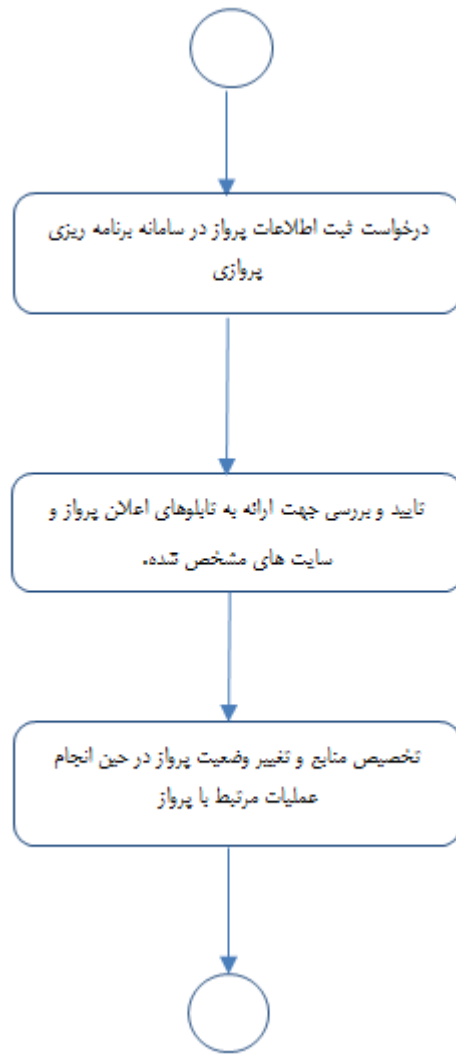 درخواست ثبت اطلاعات پرواز در سامانه برنامه ریزی
پروازی
تایید و بررسی جهت ارائه به تابلوهای اعلان پرواز و
سایت های مشخص شده.
تخصیص منابع و تغییر وضعیت پرواز در حین انجام
عملیات مرتبط با پرواز